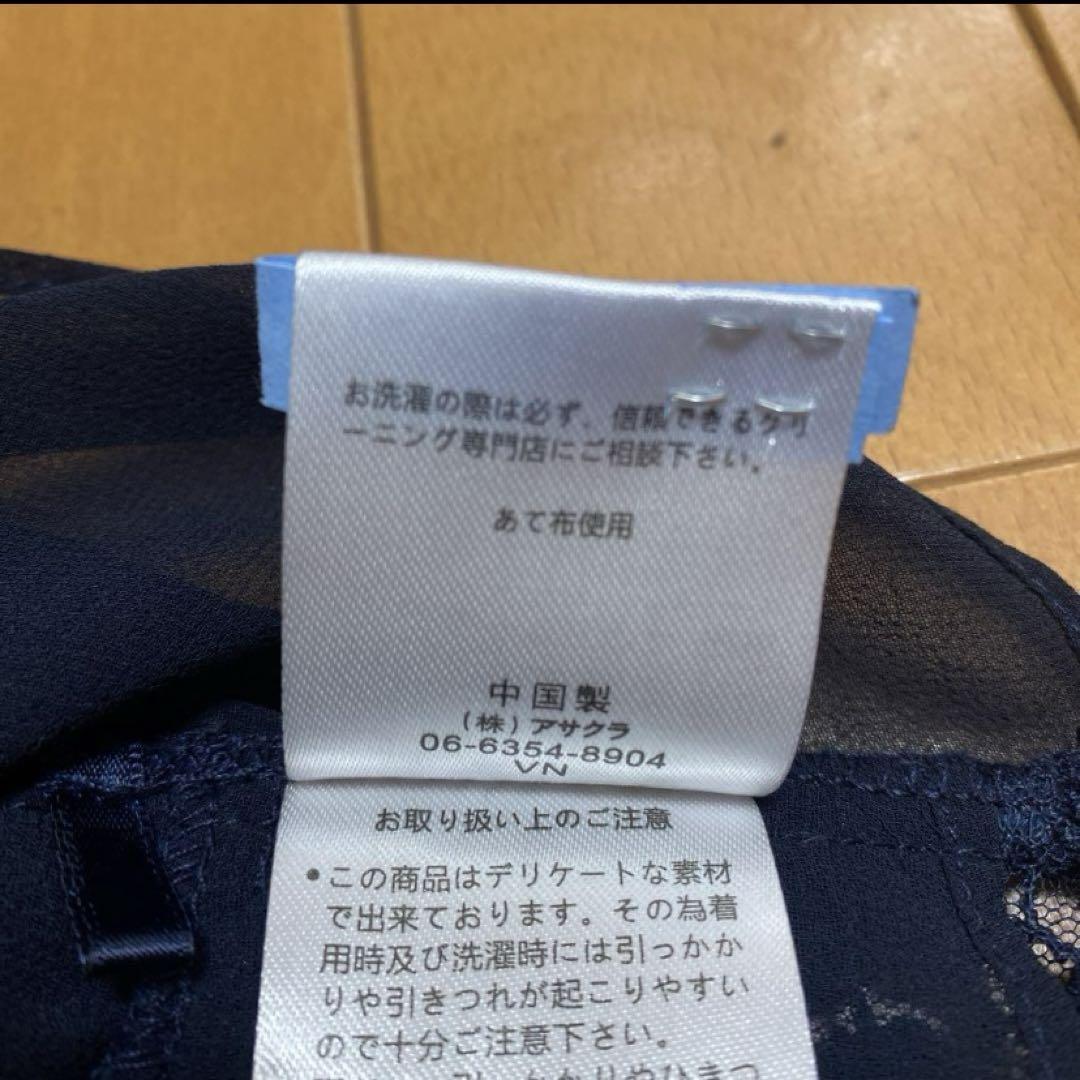 お洗濯の際は必ず、信頼できるクリ
ーニング専門店にご相談下さい。
あて布使用
中国製
(株)アサクラ
06-6354-8904
VN
お取り扱い上のご注意
•この商品はデリケートな素材
で出来ております。その為着
用時及び洗濯時には引っかか
りや引きつれが起こりやすい
ので十分ご注意下さい。